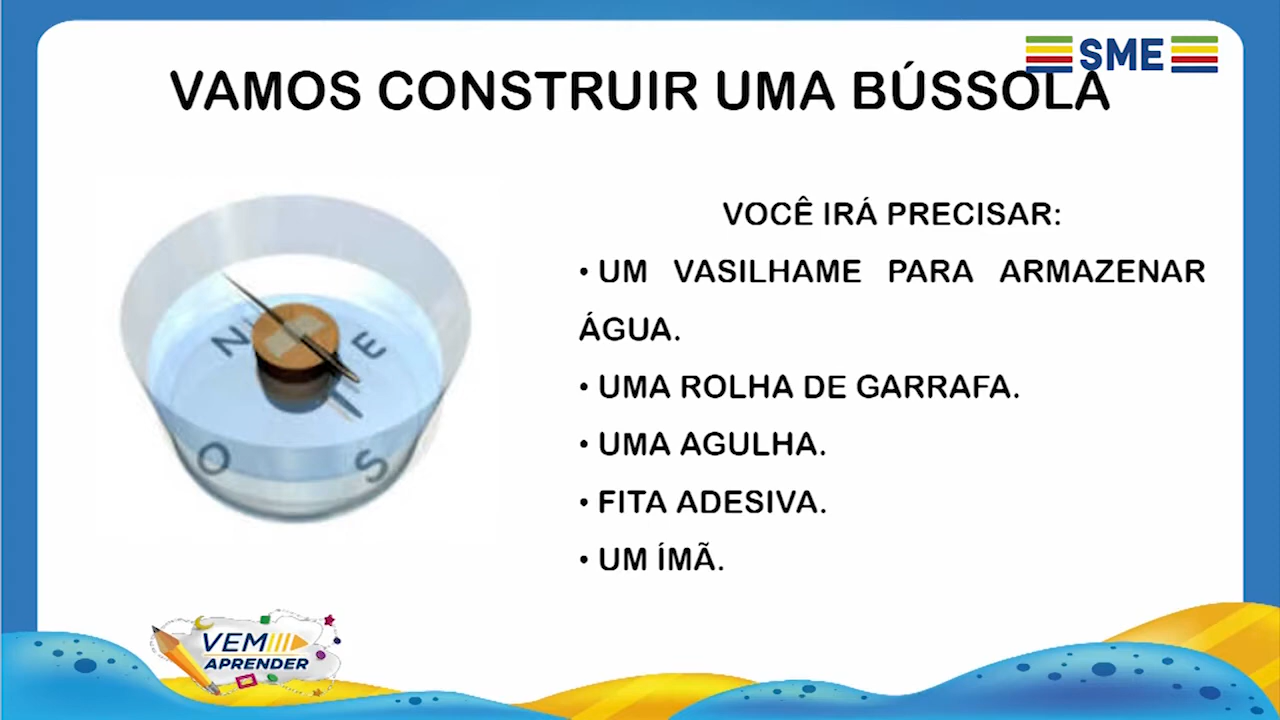 SME
VAMOS CONSTRUIR UMA BÚSSOLA
VOCÊ IRÁ PRECISAR:
• UM VASILHAME PARA ARMAZENAR
ÁGUA.
• UMA ROLHA DE GARRAFA.
• UMA AGULHA.
• FITA ADESIVA.
• UM ÍMÃ.
N E
O S
VEM
APRENDER